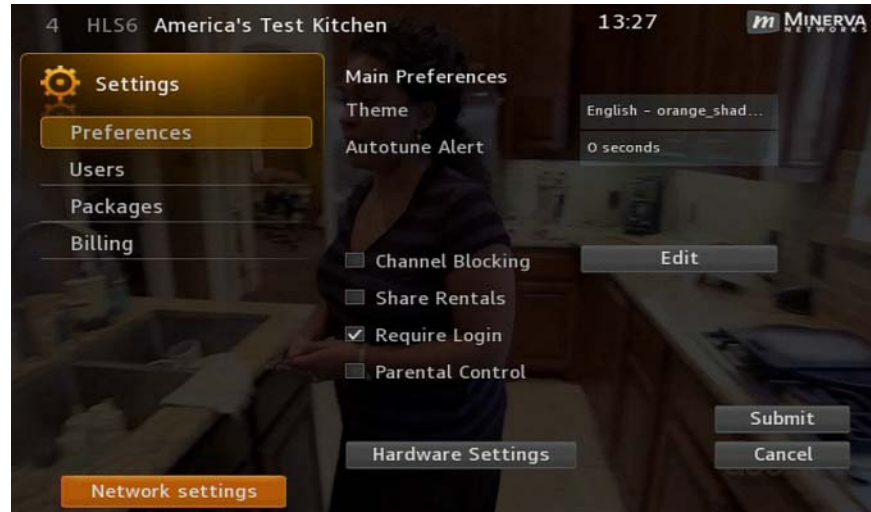 4 HLS6 America's Test Kitchen 13:27 m MINERVA
NETWORKS
Settings
Preferences
Users
Packages
Billing
Network settings
Main Preferences
Theme English - orange_shad...
Autotune Alert 0 seconds
Channel Blocking Edit
Share Rentals
Require Login
Parental Control
Submit
Hardware Settings Cancel